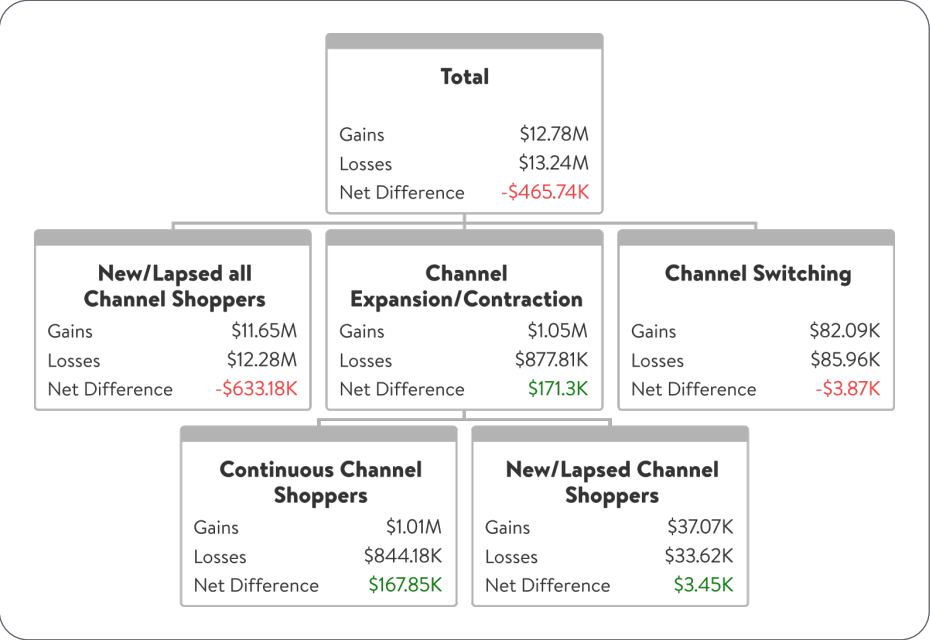 Total
Gains $12.78M
Losses $13.24M
Net Difference -$465.74K
New/Lapsed all
Channel Shoppers
Gains $11.65M
Losses $12.28M
Net Difference -$633.18K
Channel
Expansion/Contraction
Gains $1.05M
Losses $877.81K
Net Difference $171.3K
Channel Switching
Gains $82.09K
Losses $85.96K
Net Difference -$3.87K
Continuous Channel
Shoppers
Gains $1.01M
Losses $844.18K
Net Difference $167.85K
New/Lapsed Channel
Shoppers
Gains $37.07K
Losses $33.62K
Net Difference $3.45K